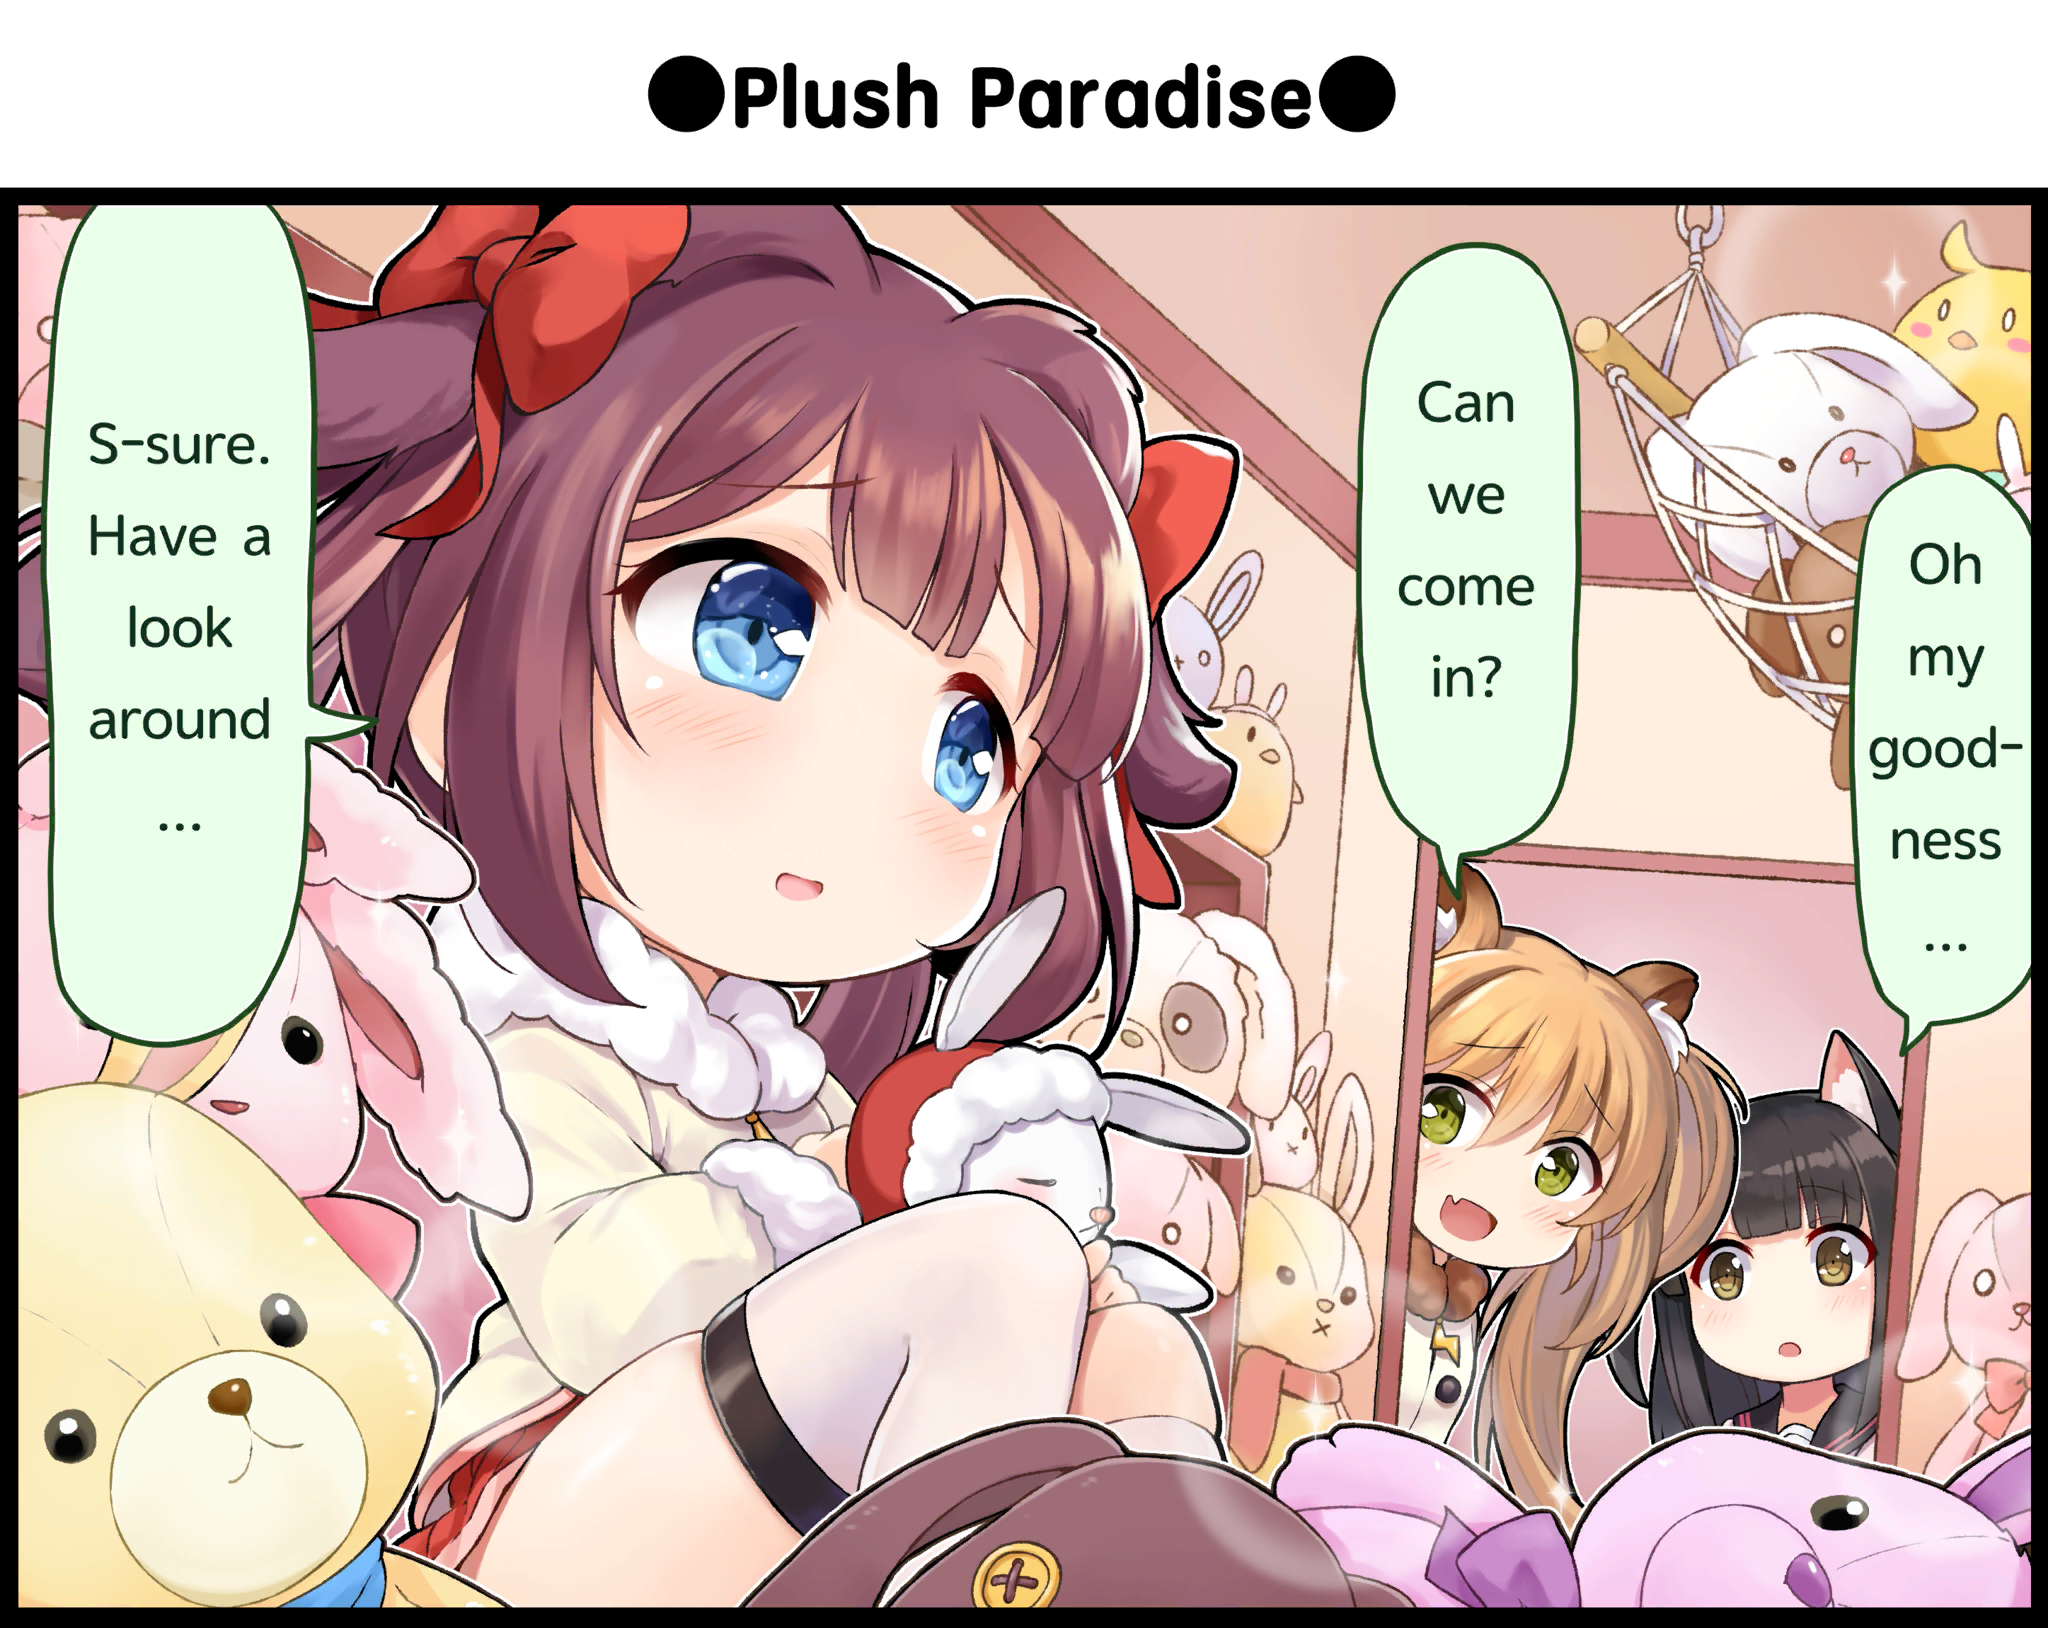 ●Plush Paradise●
Oh
my
good-
ness
...
Can
we
come
in?
S-sure.
Have a
look
around
...